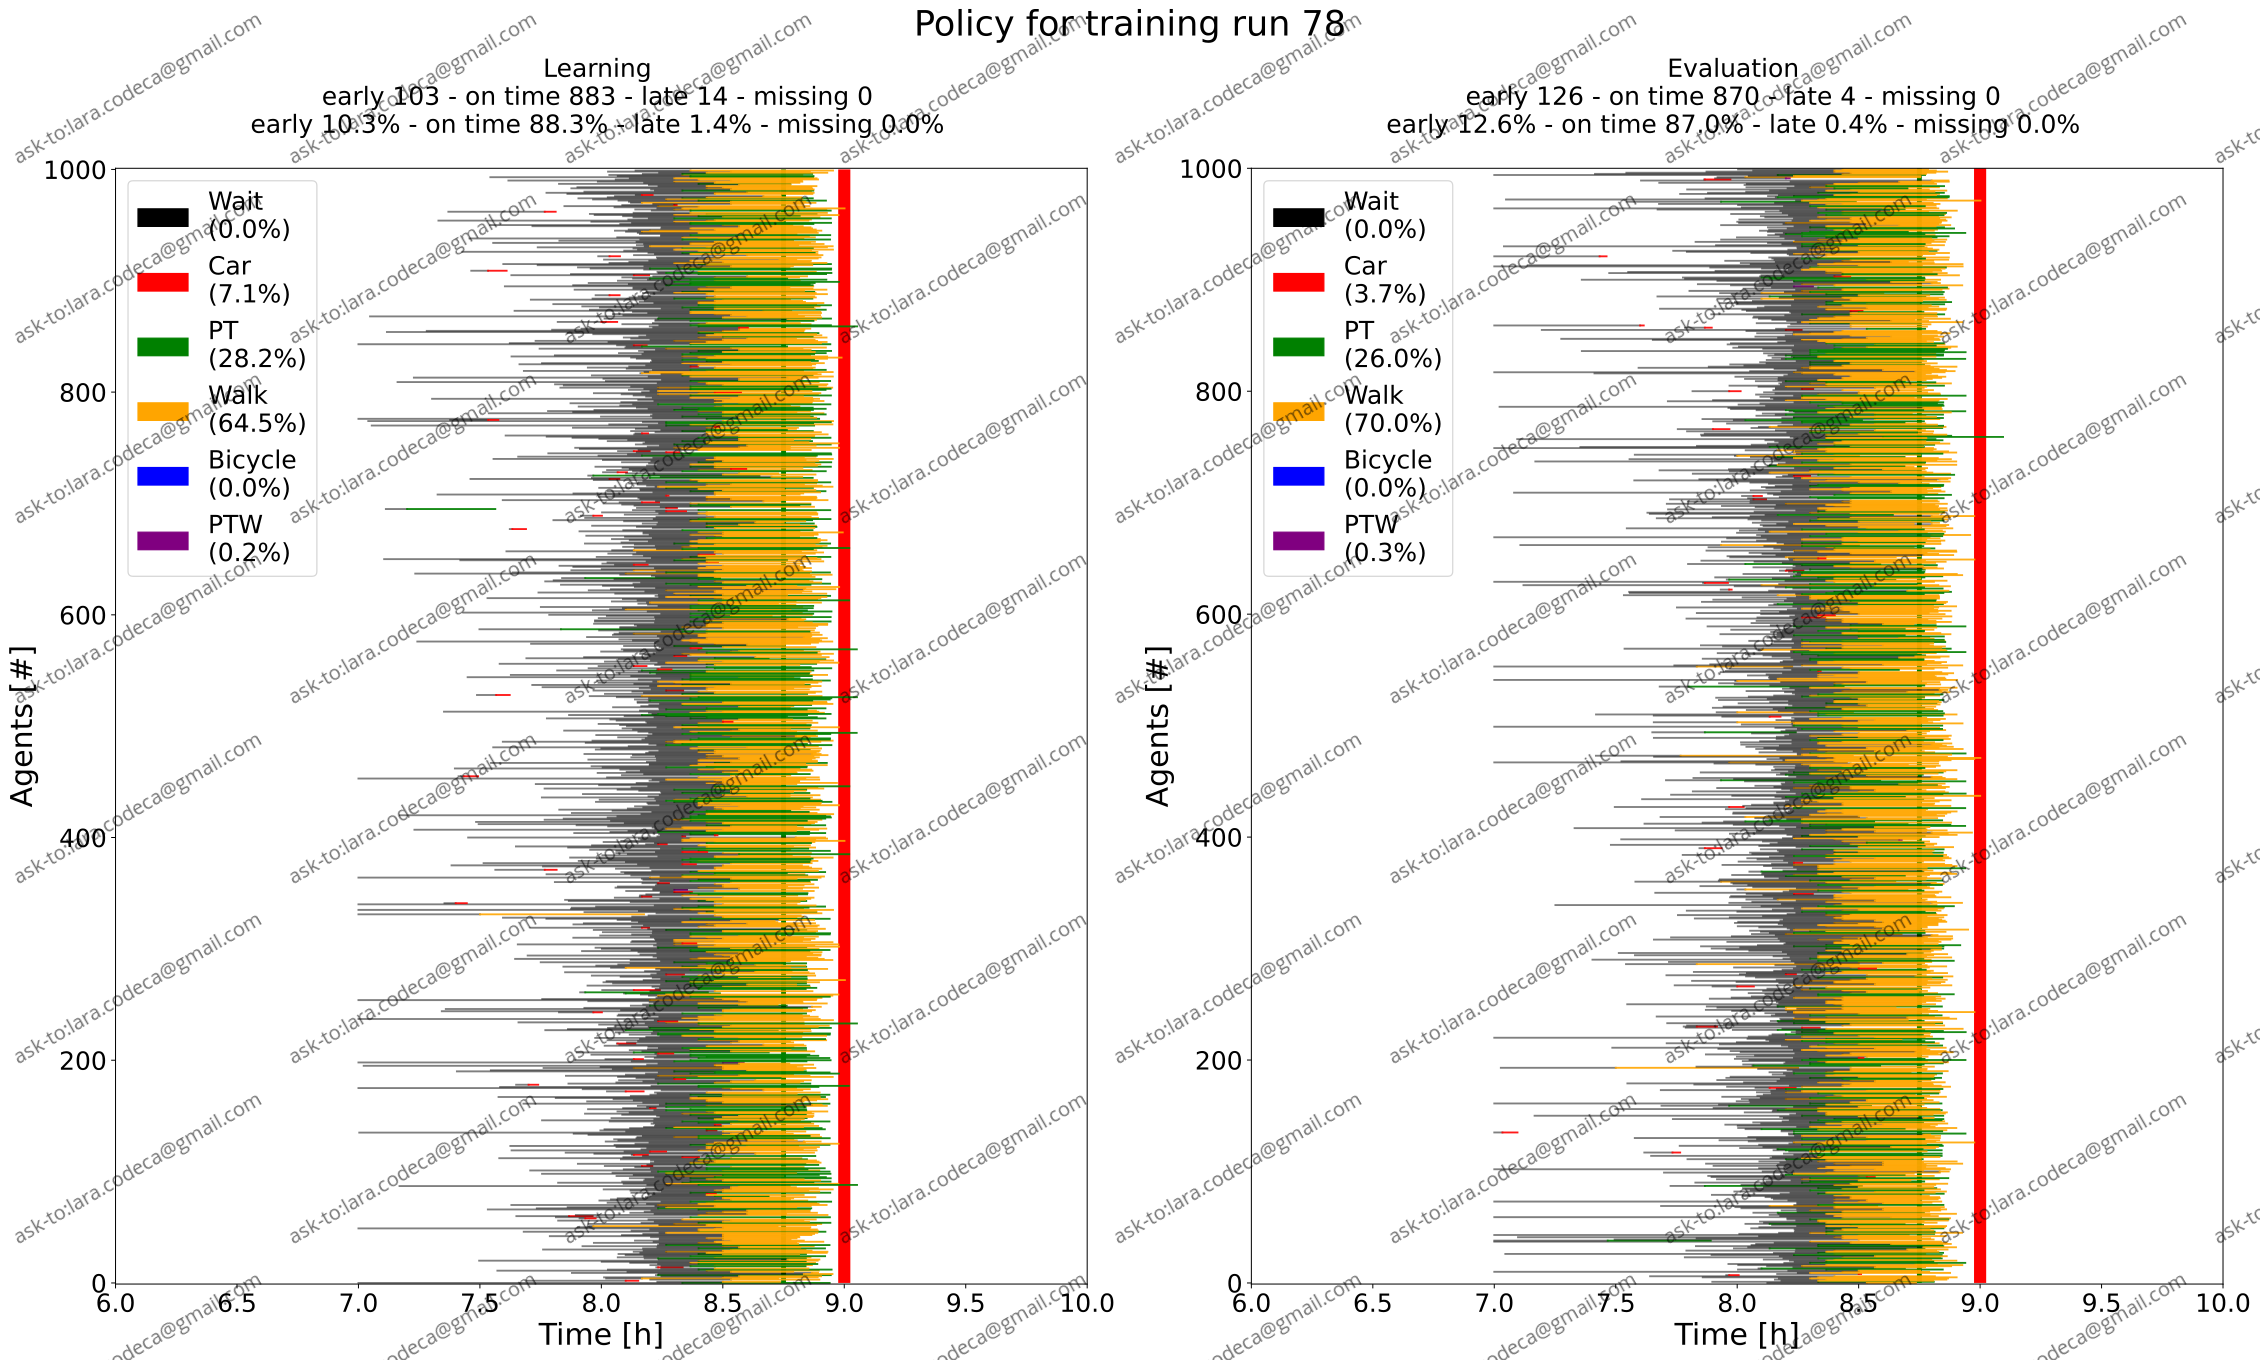 Policy for training run 78
Learning
early 103 - on time 883 - late 14 - missing 0
early 10.3% - on time 88.3% - late 1.4% - missing 0.0%
Wait
(0.0%)
Car
(7.1%)
PT
(28.2%)
Walk
(64.5%)
Bicycle
(0.0%)
PTW
(0.2%)
Agents [#]
1000
800
600
400
200
0
6.0 6.5 7.0 7.5 8.0 8.5 9.0 9.5 10.0
Time [h]
Evaluation
early 126 - on time 870 - late 4 - missing 0
early 12.6% - on time 87.0% - late 0.4% - missing 0.0%
Wait
(0.0%)
Car
(3.7%)
PT
(26.0%)
Walk
(70.0%)
Bicycle
(0.0%)
PTW
(0.3%)
Agents [#]
1000
800
600
400
200
0
6.0 6.5 7.0 7.5 8.0 8.5 9.0 9.5 10.0
Time [h]
ask-to:lara.codeca@gmail.com